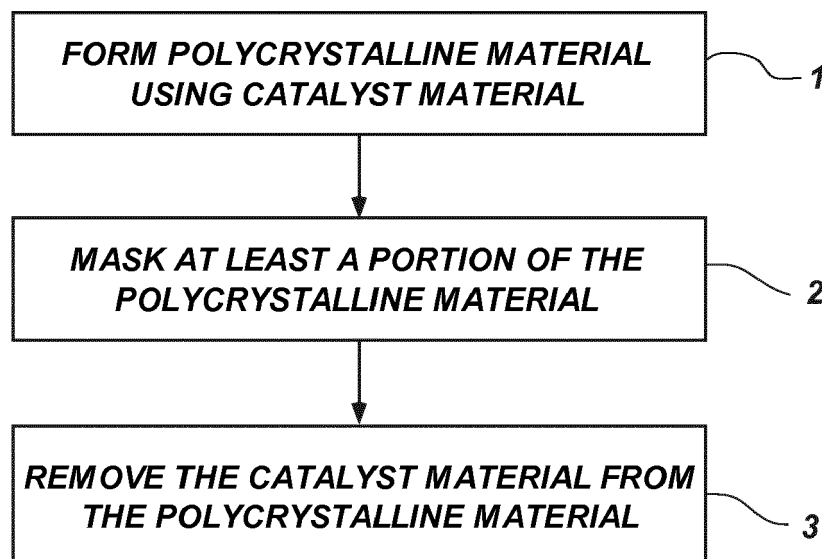 FORM POLYCRYSTALLINE MATERIAL
USING CATALYST MATERIAL
1
MASK AT LEAST A PORTION OF THE
POLYCRYSTALLINE MATERIAL
2
REMOVE THE CATALYST MATERIAL FROM
THE POLYCRYSTALLINE MATERIAL
3